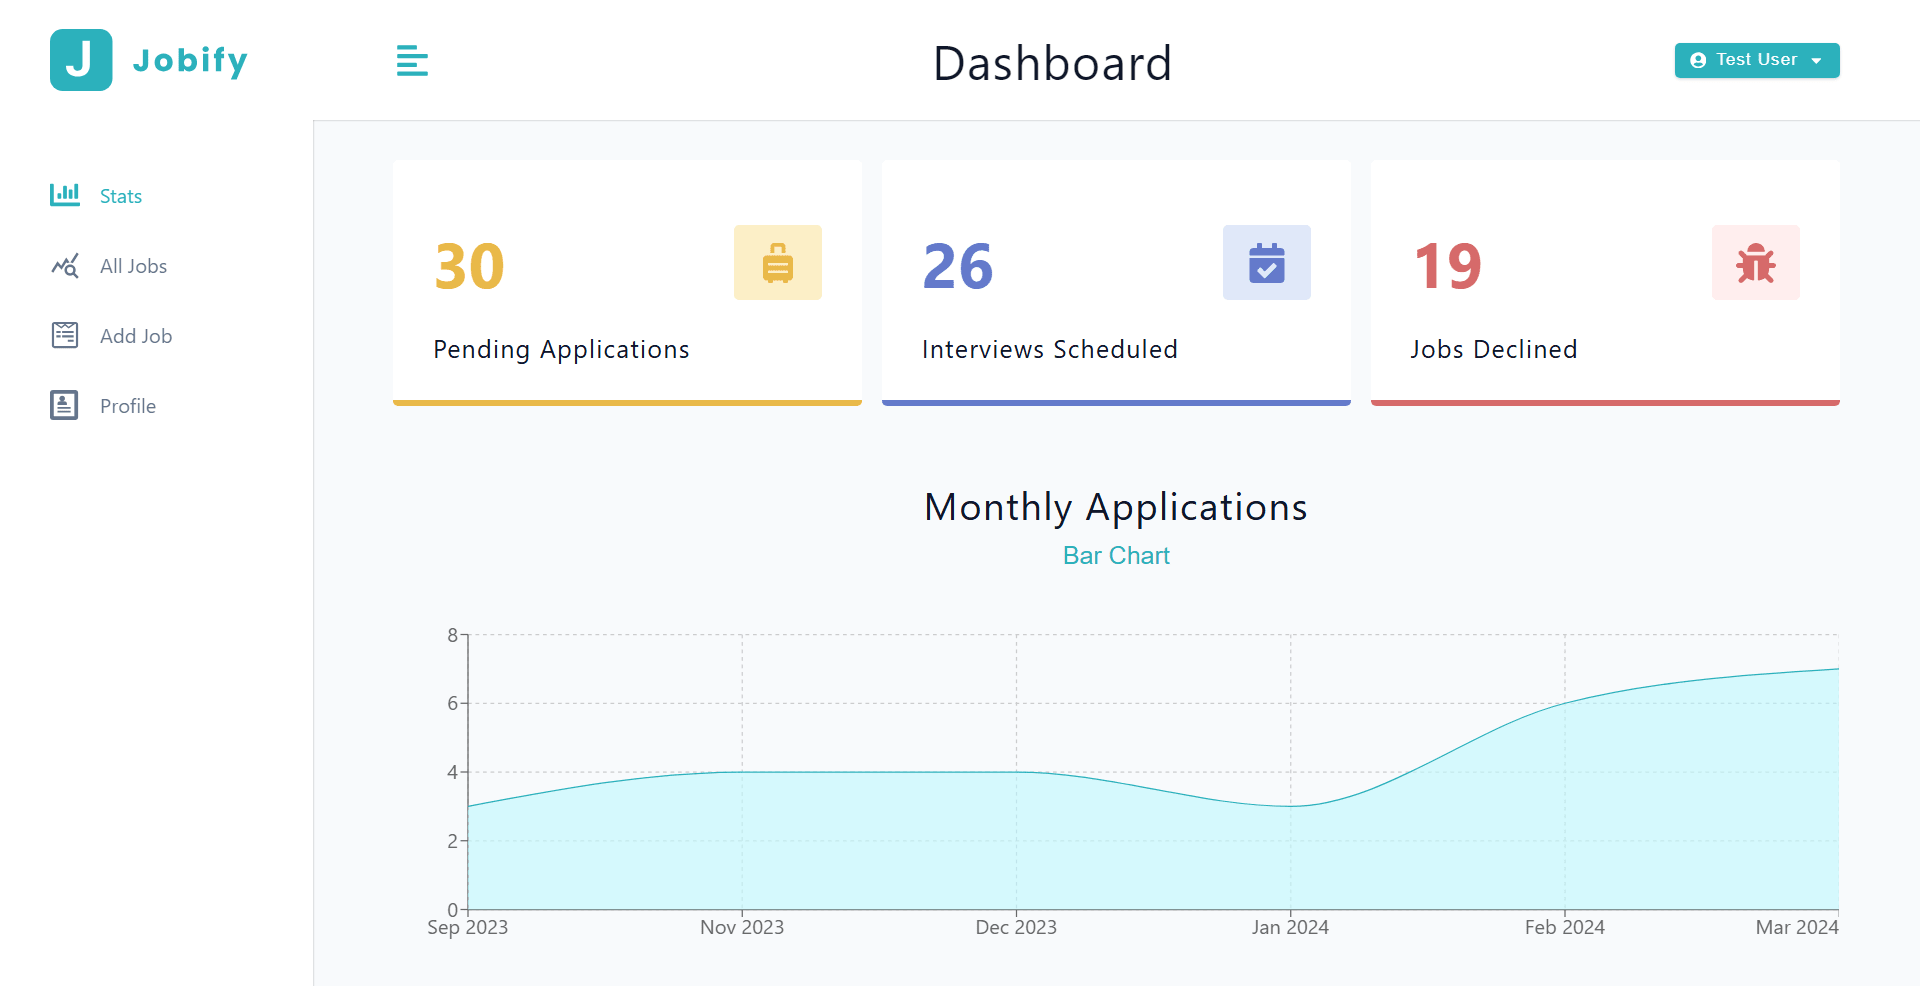 J Jobify
Dashboard
Test User
Stats
All Jobs
Add Job
Profile
30
Pending Applications
26
Interviews Scheduled
19
Jobs Declined
Monthly Applications
Bar Chart
8
6
4
2
0
Sep 2023 Nov 2023 Dec 2023 Jan 2024 Feb 2024 Mar 2024